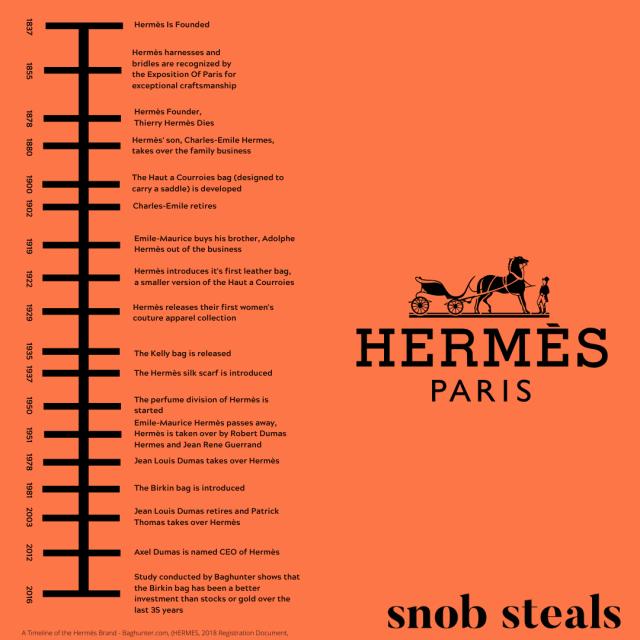 1837
Hermès Is Founded
1855
Hermès harnesses and
bridles are recognized by
the Exposition Of Paris for
exceptional craftsmanship
1878
Hermès Founder,
Thierry Hermès Dies
1880
Hermès' son, Charles-Emile Hermes,
takes over the family business
1900
The Haut a Courroies bag (designed to
carry a saddle) is developed
1902
Charles-Emile retires
1919
Emile-Maurice buys his brother, Adolphe
Hermès out of the business
1922
Hermès introduces it's first leather bag,
a smaller version of the Haut a Courroies
1929
Hermès releases their first women's
couture apparel collection
1935
The Kelly bag is released
1937
The Hermès silk scarf is introduced
1950
The perfume division of Hermès is
started
1951
Emile-Maurice Hermès passes away,
Hermès is taken over by Robert Dumas
Hermes and Jean Rene Guerrand
1978
Jean Louis Dumas takes over Hermès
1981
The Birkin bag is introduced
2003
Jean Louis Dumas retires and Patrick
Thomas takes over Hermès
2012
Axel Dumas is named CEO of Hermès
2016
Study conducted by Baghunter shows that
the Birkin bag has been a better
investment than stocks or gold over the
last 35 years
A Timeline of the Hermès Brand - Baghunter.com, (HERMES, 2018 Registration Document,
HERMÈS
PARIS
snob steals